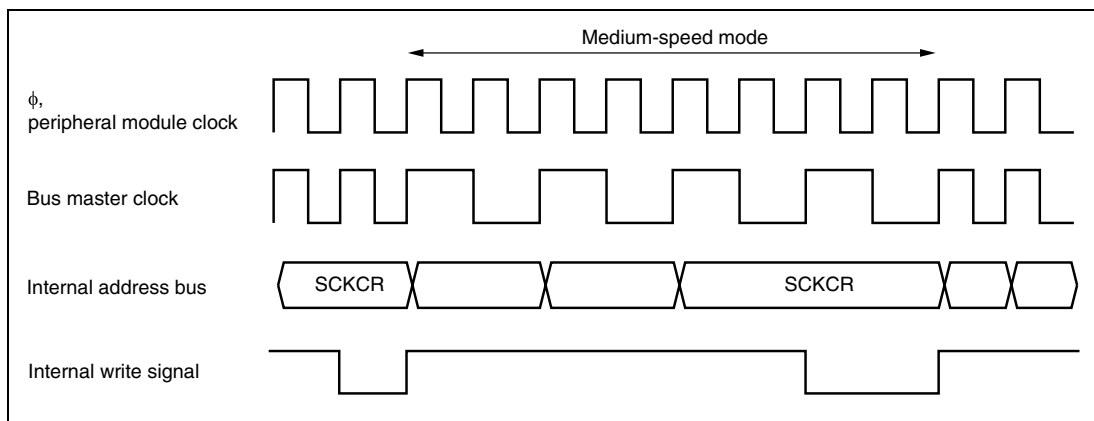 Medium-speed mode
ϕ,
peripheral module clock
Bus master clock
Internal address bus
SCKCR
SCKCR
Internal write signal